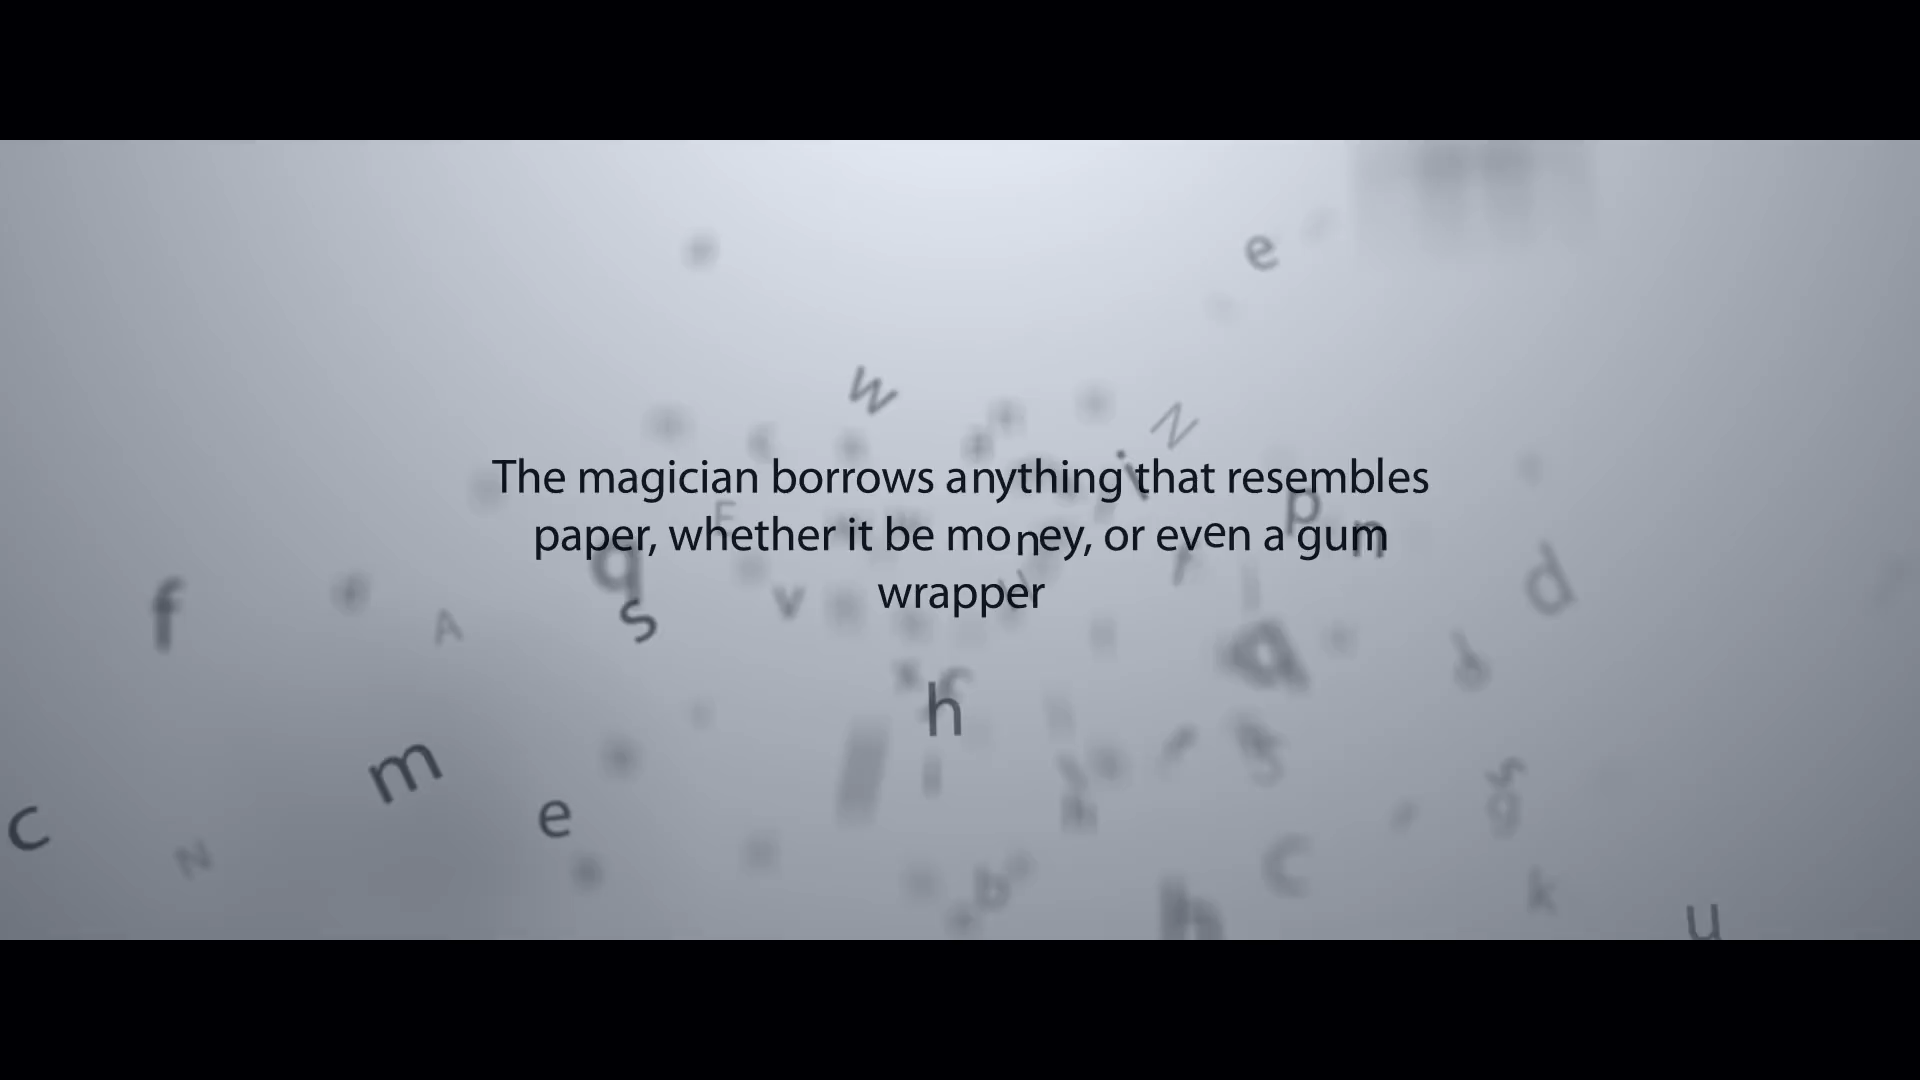 The magician borrows anything that resembles
paper, whether it be money, or even a gum
wrapper